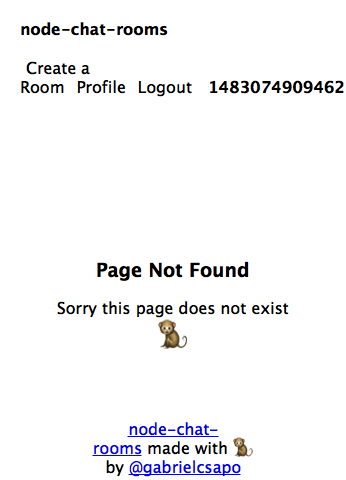 node-chat-rooms
Create a
Room Profile Logout 1483074909462
Page Not Found
Sorry this page does not exist
node-chat-
rooms made with
by @gabrielcsapo